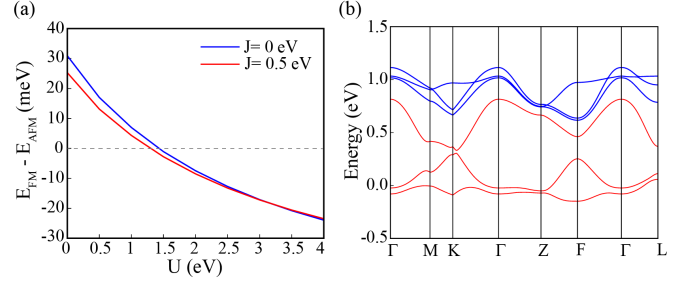 (a)
40
30
20
10
0
-10
-20
-30
E_FM - E_AFM (meV)
J= 0 eV
J= 0.5 eV
0 0.5 1 1.5 2 2.5 3 3.5 4
U (eV)
(b)
1.5
1.0
0.5
0.0
-0.5
Energy (eV)
Γ M K Γ Z F Γ L